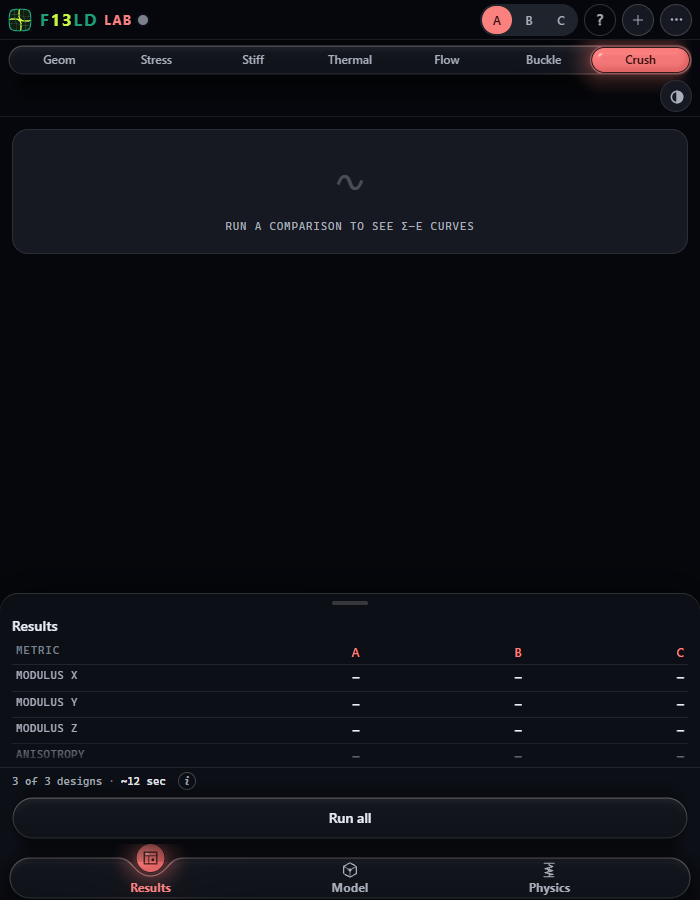 F13LD LAB
A B C ? + ···
Geom Stress Stiff Thermal Flow Buckle Crush
RUN A COMPARISON TO SEE Σ–Ε CURVES
Results
METRIC A B C
MODULUS X – – –
MODULUS Y – – –
MODULUS Z – – –
ANISOTROPY – – –
3 of 3 designs · ~12 sec i
Run all
Results Model Physics